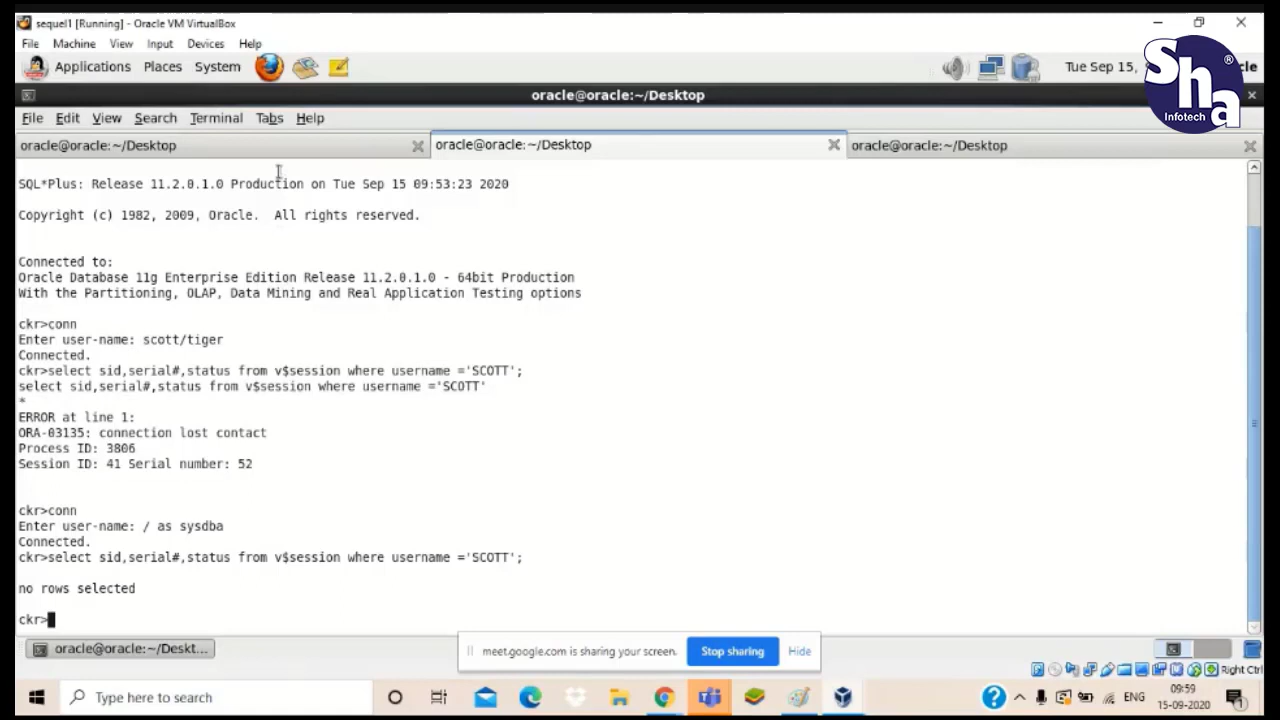 sequel1 [Running] - Oracle VM VirtualBox
File Machine View Input Devices Help
Applications Places System
Tue Sep 15,
cle
Sha
®
Infotech
oracle@oracle:~/Desktop
File Edit View Search Terminal Tabs Help
oracle@oracle:~/Desktop
oracle@oracle:~/Desktop
oracle@oracle:~/Desktop
SQL*Plus: Release 11.2.0.1.0 Production on Tue Sep 15 09:53:23 2020
Copyright (c) 1982, 2009, Oracle.  All rights reserved.
Connected to:
Oracle Database 11g Enterprise Edition Release 11.2.0.1.0 - 64bit Production
With the Partitioning, OLAP, Data Mining and Real Application Testing options
ckr>conn
Enter user-name: scott/tiger
Connected.
ckr>select sid,serial#,status from v$session where username ='SCOTT';
select sid,serial#,status from v$session where username ='SCOTT'
*
ERROR at line 1:
ORA-03135: connection lost contact
Process ID: 3806
Session ID: 41 Serial number: 52
ckr>conn
Enter user-name: / as sysdba
Connected.
ckr>select sid,serial#,status from v$session where username ='SCOTT';
no rows selected
ckr>
oracle@oracle:~/Deskt...
meet.google.com is sharing your screen.
Stop sharing
Hide
Right Ctrl
Type here to search
ENG
09:59
15-09-2020
1